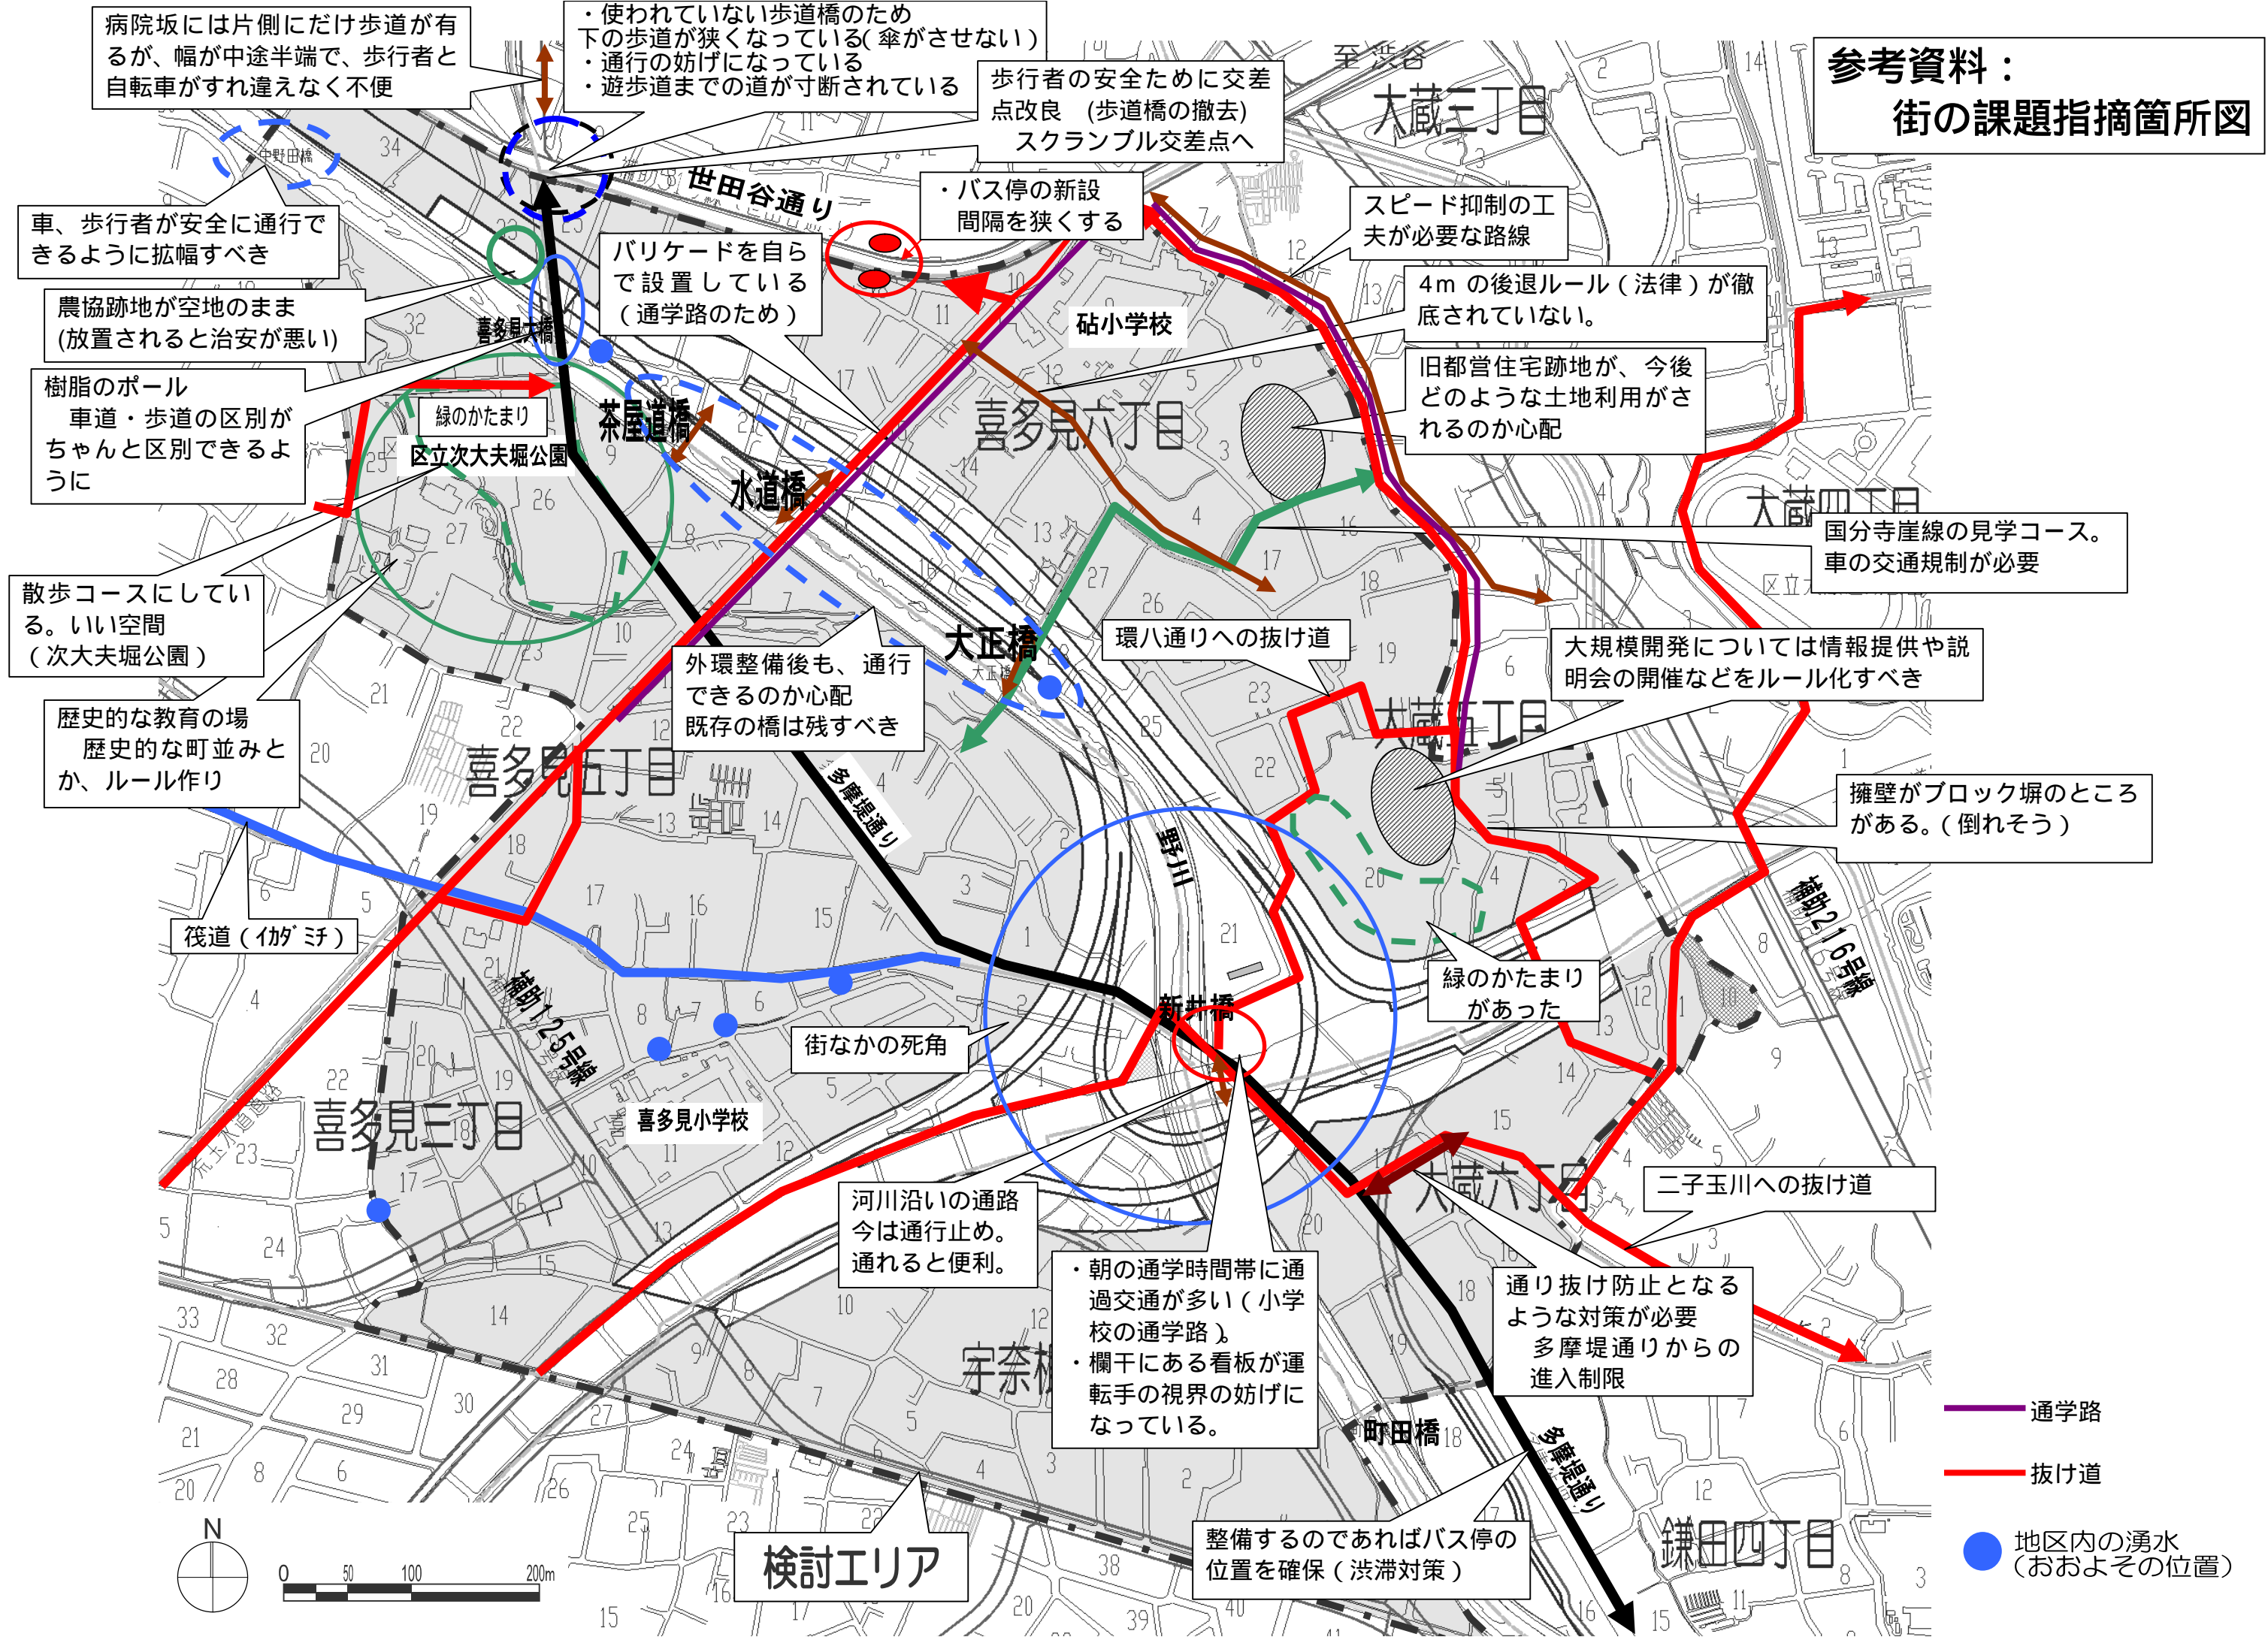 参考資料：
街の課題指摘箇所図
病院坂には片側にだけ歩道が有
るが、幅が中途半端で、歩行者と
自転車がすれ違えなく不便
・使われていない歩道橋のため
下の歩道が狭くなっている（傘がさせない）
・通行の妨げになっている
・遊歩道までの道が寸断されている
歩行者の安全ために交差
点改良　(歩道橋の撤去)
スクランブル交差点へ
至 渋谷
大蔵三丁目
中野田橋
世田谷通り
・バス停の新設
間隔を狭くする
スピード抑制の工
夫が必要な路線
車、歩行者が安全に通行で
きるように拡幅すべき
バリケードを自ら
で設置している
（通学路のため）
4ｍ の後退ルール（法律）が徹
底されていない。
農協跡地が空地のまま
(放置されると治安が悪い)
喜多見大橋
砧小学校
旧都営住宅跡地が、今後
どのような土地利用がさ
れるのか心配
樹脂のポール
車道・歩道の区別が
ちゃんと区別できるよ
うに
緑のかたまり
区立次大夫堀公園
茶屋道橋
喜多見六丁目
水道橋
大蔵四丁目
国分寺崖線の見学コース。
車の交通規制が必要
散歩コースにしてい
る。いい空間
（次大夫堀公園）
大正橋
環八通りへの抜け道
大規模開発については情報提供や説
明会の開催などをルール化すべき
外環整備後も、通行
できるのか心配
既存の橋は残すべき
歴史的な教育の場
歴史的な町並みと
か、ルール作り
喜多見五丁目
大蔵五丁目
多摩堤通り
野川
擁壁がブロック塀のところ
がある。（倒れそう）
筏道（ｲｶﾀﾞﾐﾁ）
補助216号線
緑のかたまり
があった
補助125号線
新井橋
街なかの死角
喜多見三丁目
喜多見小学校
荒玉水道道路
大蔵六丁目
二子玉川への抜け道
河川沿いの通路
今は通行止め。
通れると便利。
・朝の通学時間帯に通
過交通が多い（小学
校の通学路）。
・欄干にある看板が運
転手の視界の妨げに
なっている。
通り抜け防止となる
ような対策が必要
多摩堤通りからの
進入制限
宇奈
町田橋
多摩堤通り
通学路
抜け道
地区内の湧水
（おおよその位置）
整備するのであればバス停の
位置を確保（渋滞対策）
検討エリア
鎌田四丁目
N
0 50 100 200m